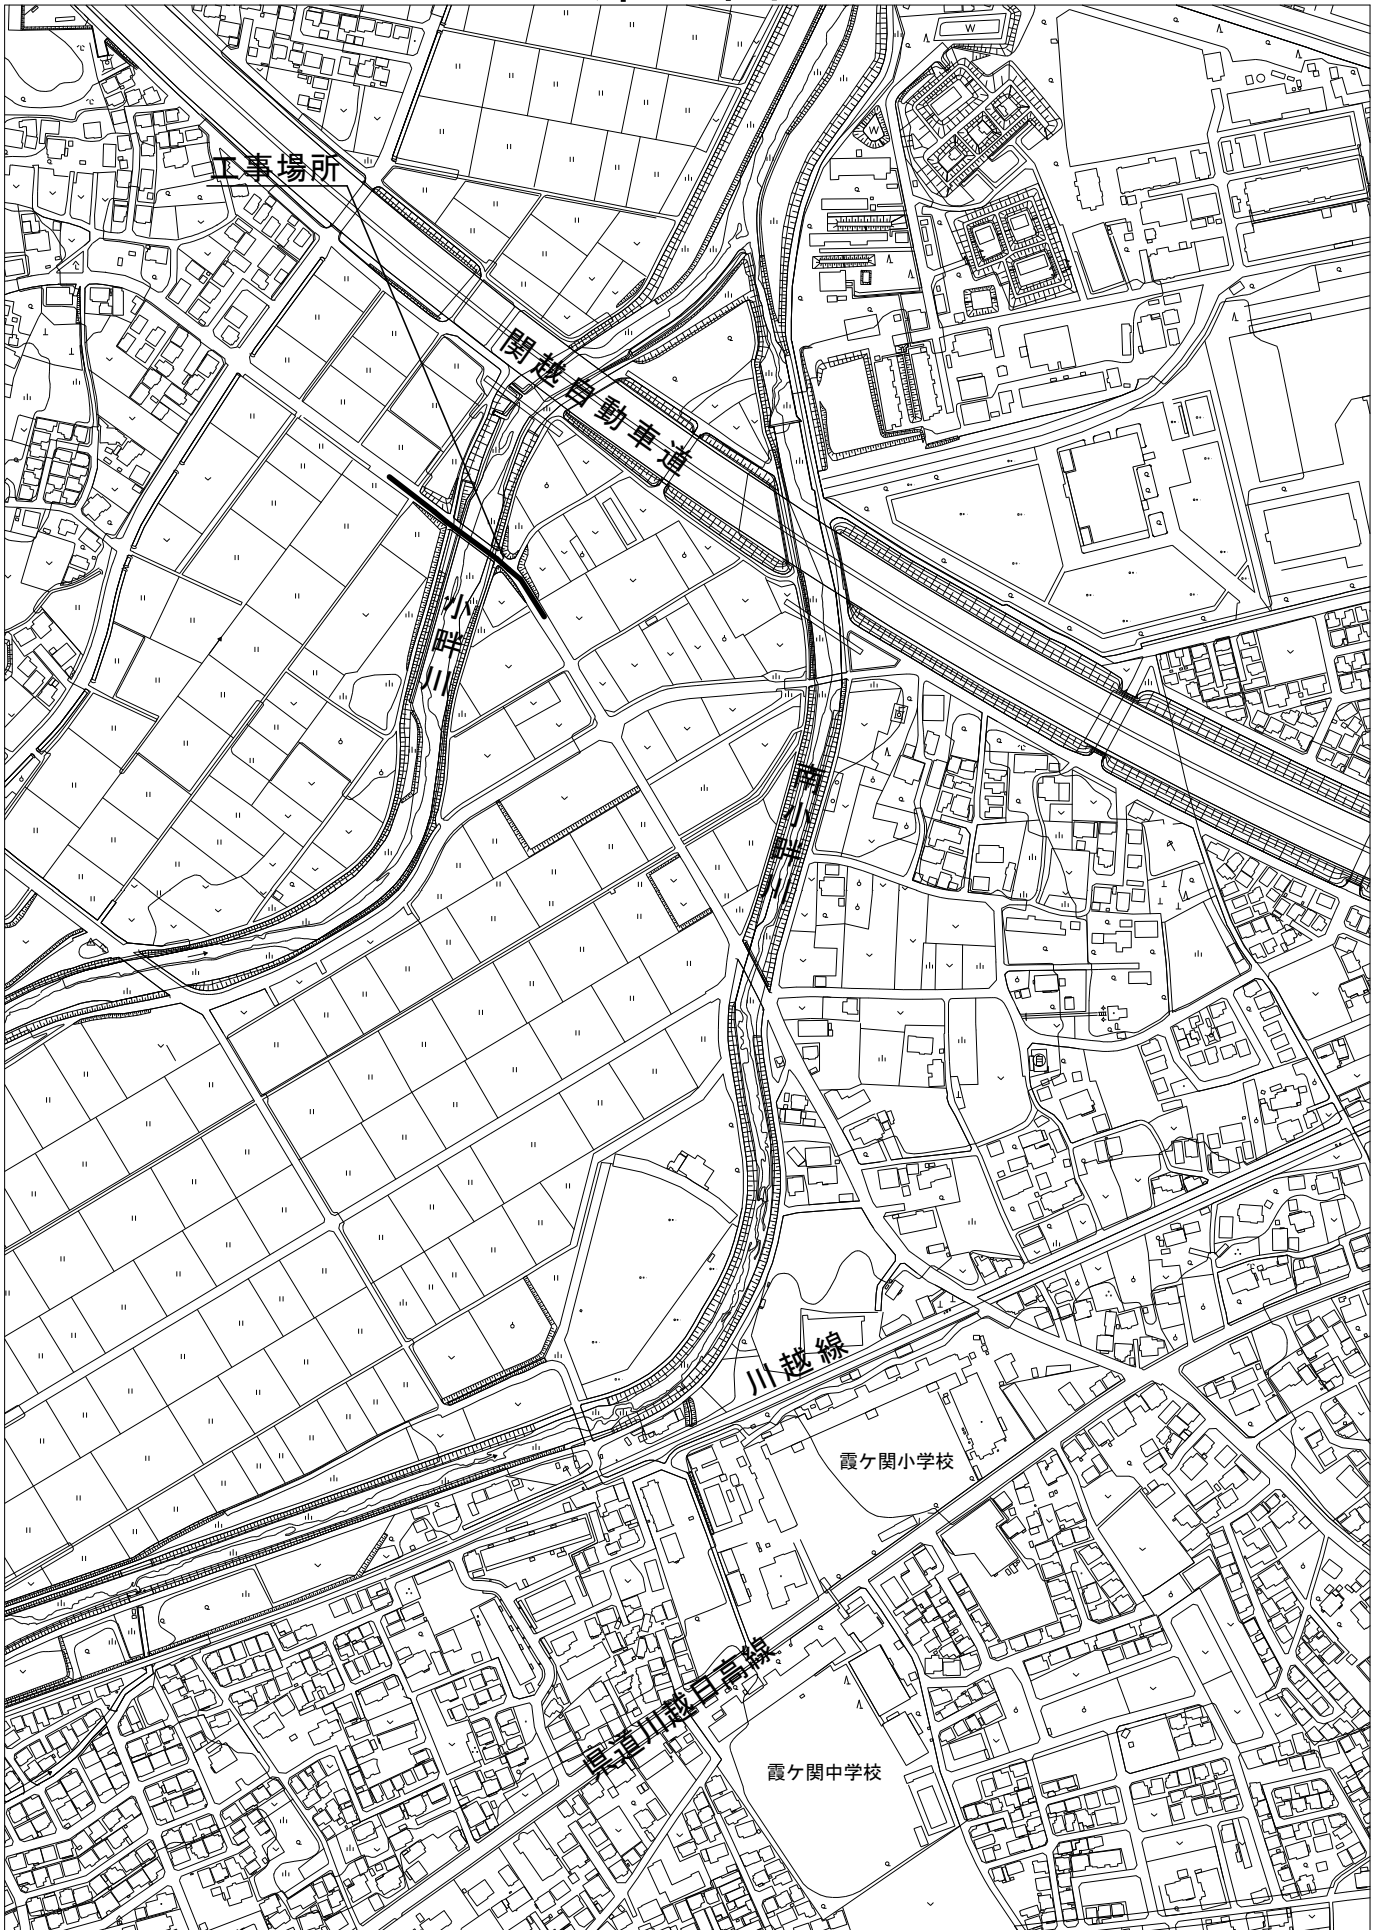 工事場所
関越自動車道
小畔川
南小畔川
川越線
霞ケ関小学校
県道川越日高線
霞ケ関中学校